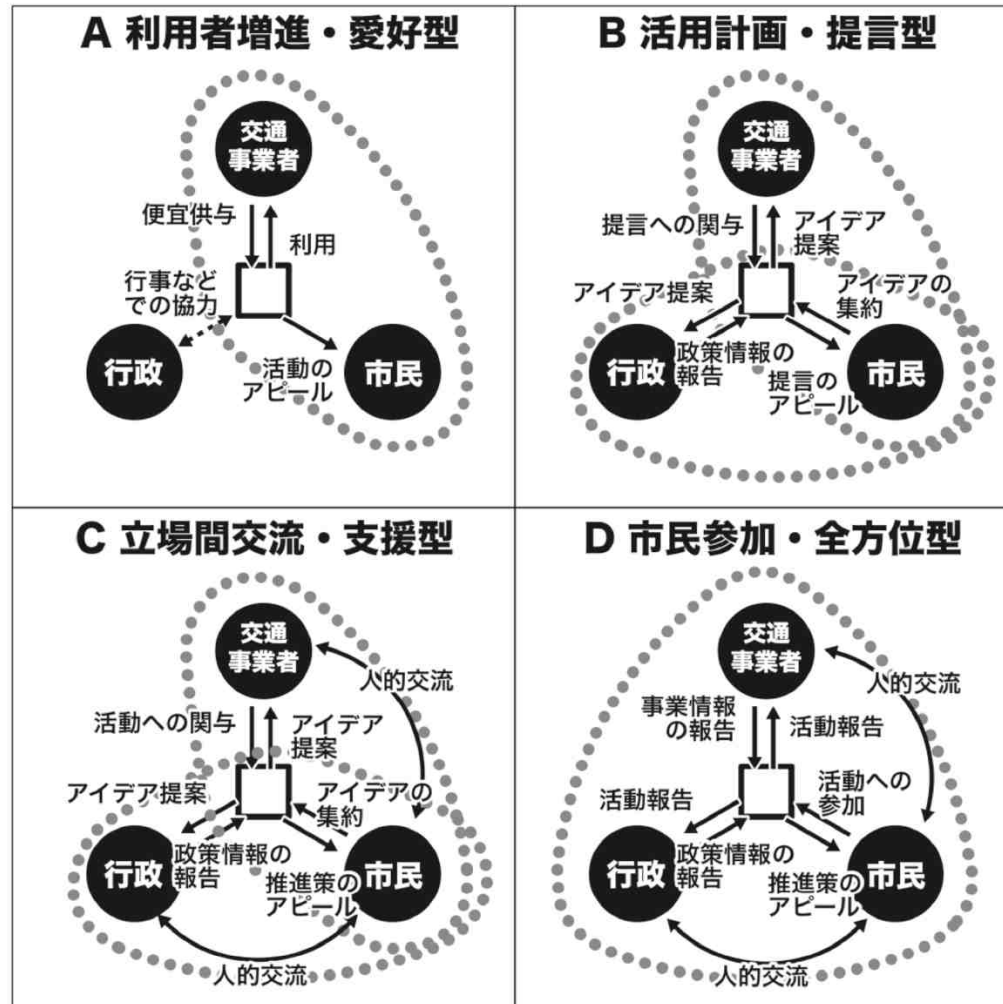 A 利用者増進・愛好型
交通
事業者
便宜供与
利用
行事など
での協力
行政
活動の
アピール
市民
B 活用計画・提言型
交通
事業者
提言への関与
アイデア
提案
アイデア提案
アイデアの
集約
行政
政策情報の
報告
提言の
アピール
市民
C 立場間交流・支援型
交通
事業者
人的交流
活動への関与
アイデア
提案
アイデア提案
アイデアの
集約
行政
政策情報の
報告
推進策の
アピール
市民
人的交流
D 市民参加・全方位型
交通
事業者
人的交流
事業情報
の報告
活動報告
活動報告
活動への
参加
行政
政策情報の
報告
推進策の
アピール
市民
人的交流